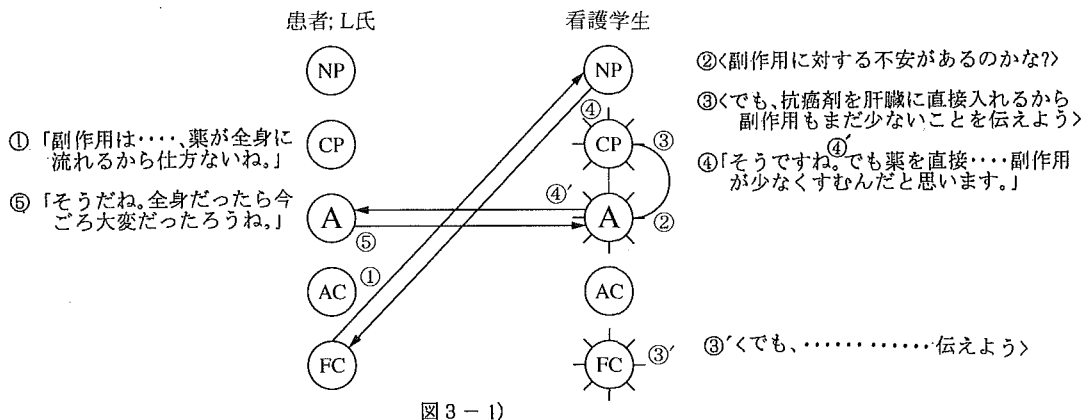 患者; L氏
看護学生
NP
CP
A
AC
FC
①「副作用は‥‥、薬が全身に
流れるから仕方ないね。」
⑤「そうだね。全身だったら今
ごろ大変だったろうね。」
①
⑤
④′
④
NP
CP
A
AC
FC
③
②
③′
②〈副作用に対する不安があるのかな?〉
③〈でも、抗癌剤を肝臓に直接入れるから
副作用もまだ少ないことを伝えよう〉
④′
④「そうですね。でも薬を直接‥‥副作用
が少なくすむんだと思います。」
③′〈でも、‥‥‥‥‥‥伝えよう〉
図3-1)